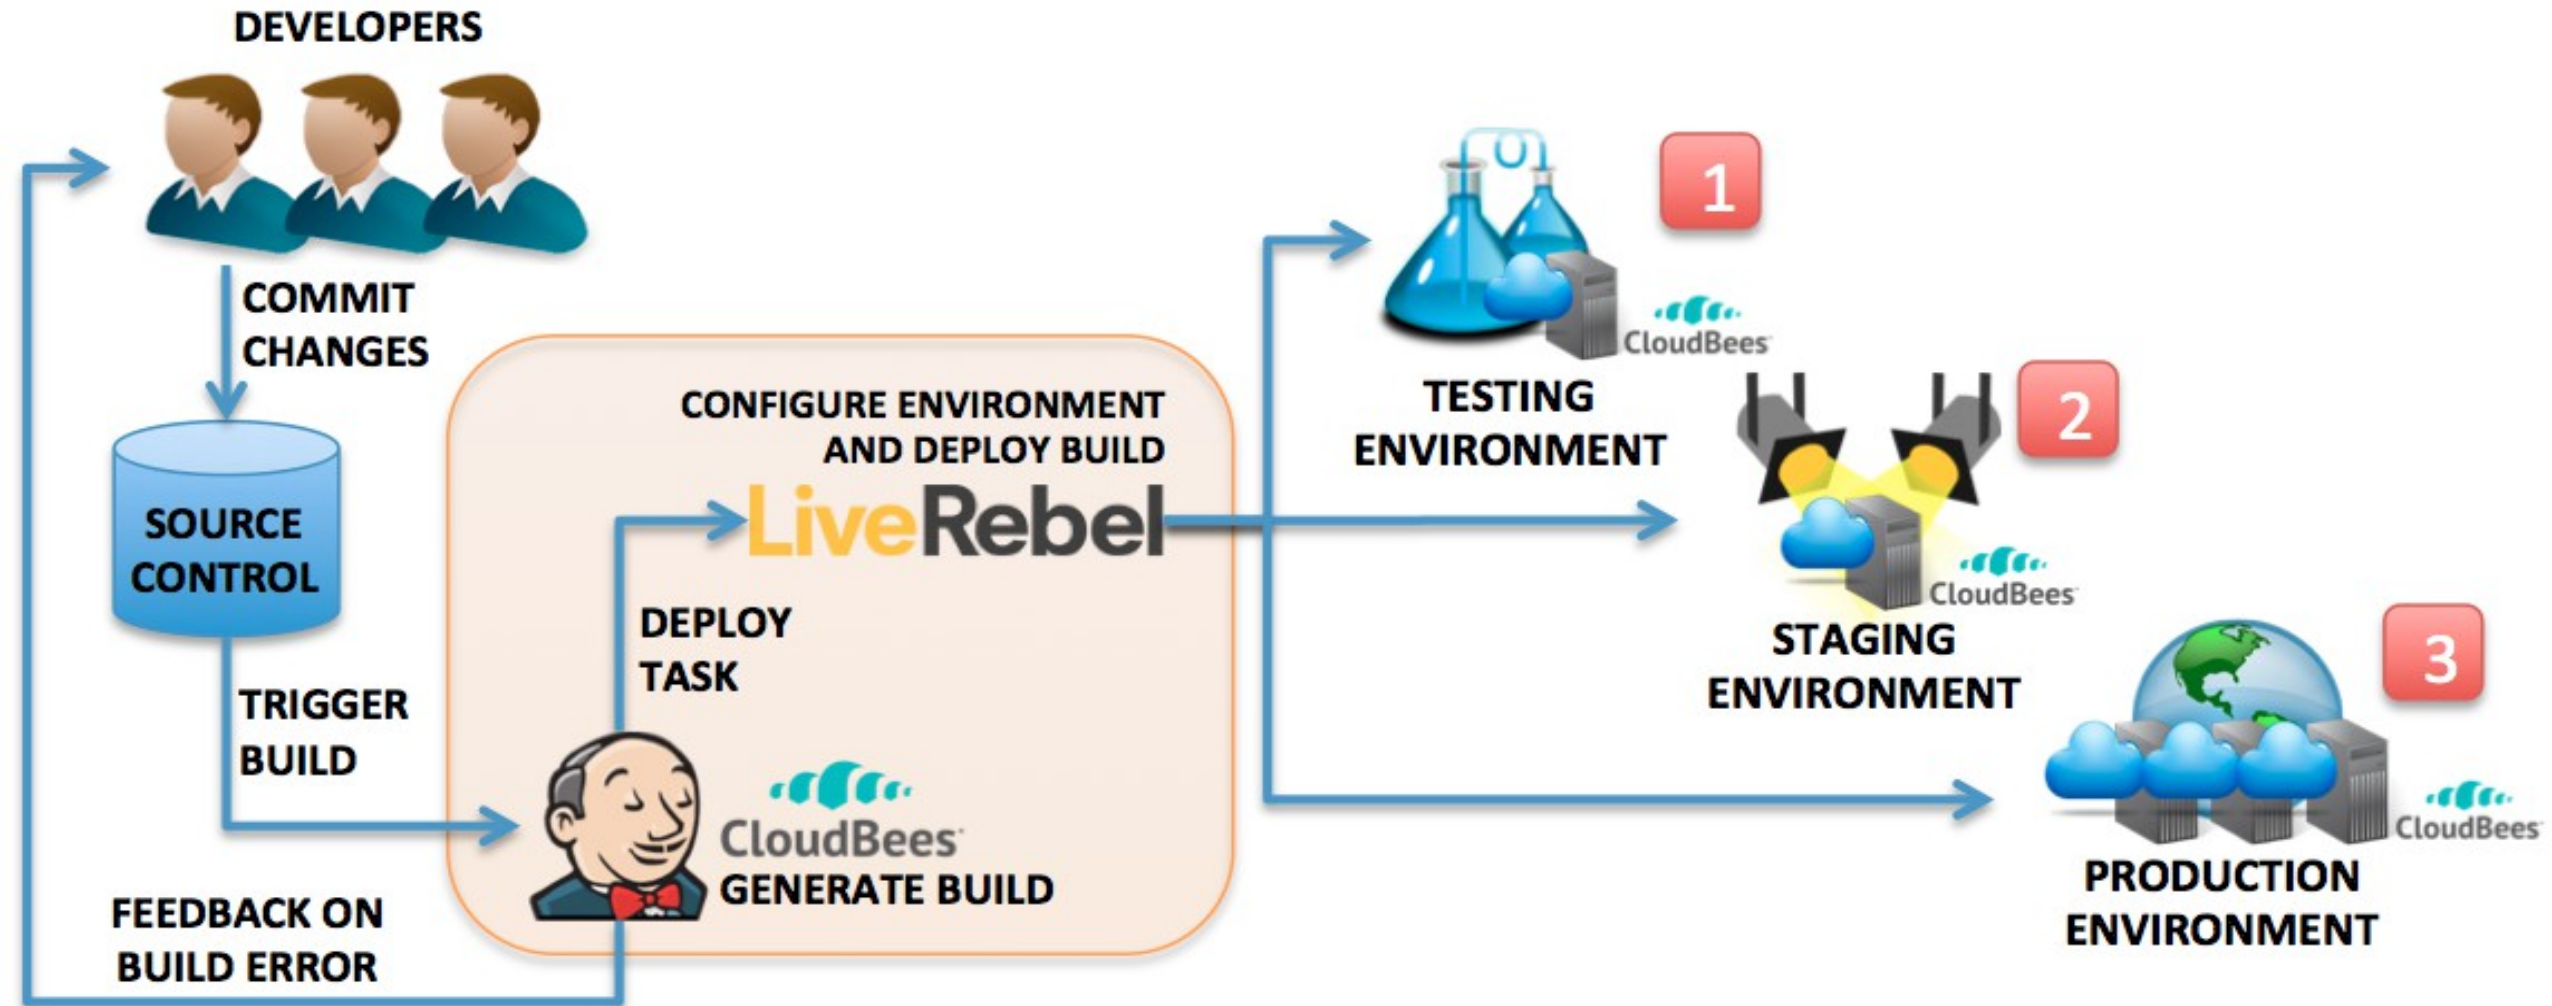 DEVELOPERS
COMMIT
CHANGES
SOURCE
CONTROL
TRIGGER
BUILD
FEEDBACK ON
BUILD ERROR
CONFIGURE ENVIRONMENT
AND DEPLOY BUILD
LiveRebel
DEPLOY
TASK
CloudBees
GENERATE BUILD
1
CloudBees
TESTING
ENVIRONMENT
2
CloudBees
STAGING
ENVIRONMENT
3
CloudBees
PRODUCTION
ENVIRONMENT